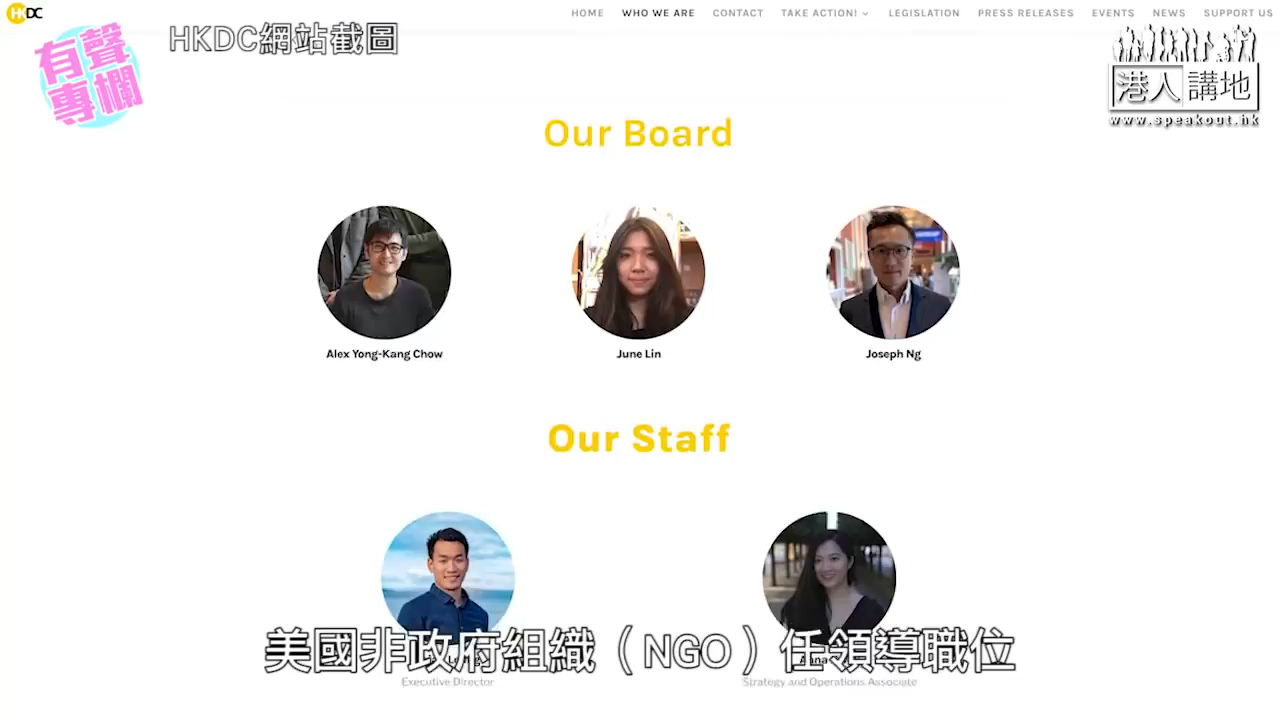 HKDC
HOME WHO WE ARE CONTACT TAKE ACTION! LEGISLATION PRESS RELEASES EVENTS NEWS SUPPORT US
有聲
專欄
HKDC網站截圖
港人講地
www.speakout.hk
Our Board
Alex Yong-Kang Chow June Lin Joseph Ng
Our Staff
美國非政府組織（NGO）任領導職位
Executive Director Strategy and Operations Associate